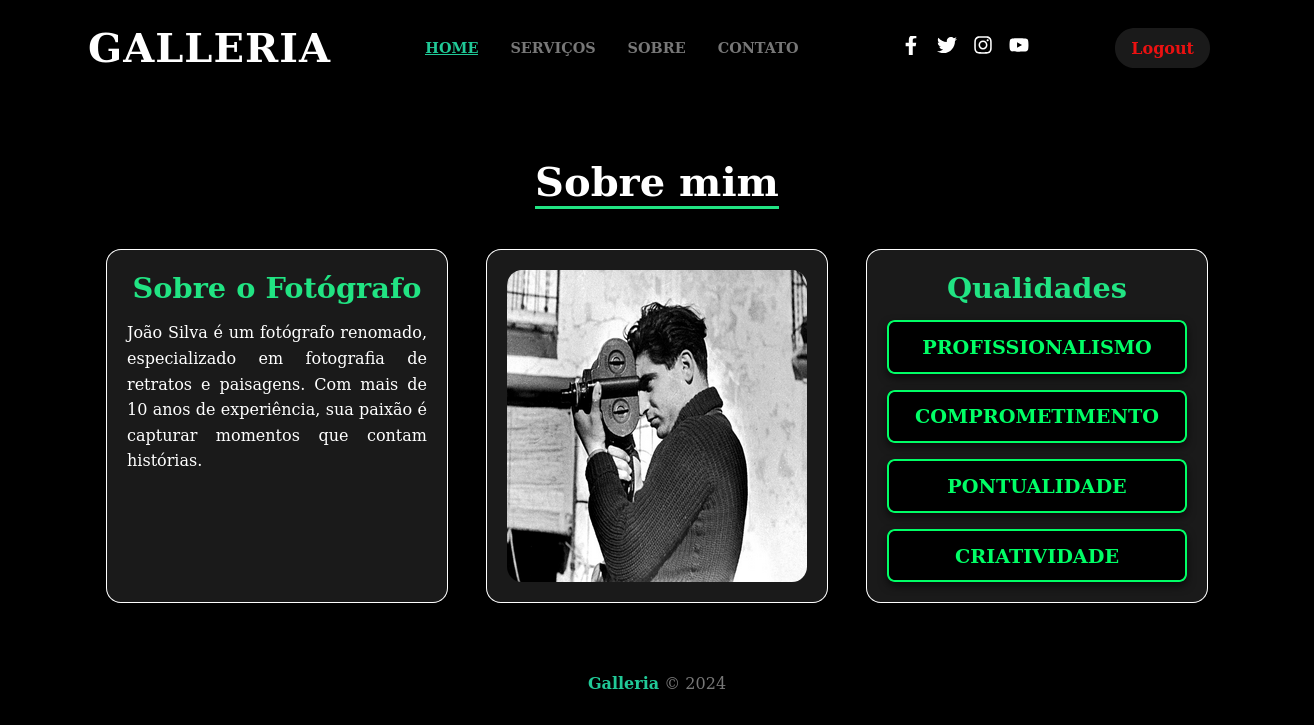 GALLERIA
HOME SERVIÇOS SOBRE CONTATO
Logout
Sobre mim
Sobre o Fotógrafo
João Silva é um fotógrafo renomado,
especializado em fotografia de
retratos e paisagens. Com mais de
10 anos de experiência, sua paixão é
capturar momentos que contam
histórias.
Qualidades
PROFISSIONALISMO
COMPROMETIMENTO
PONTUALIDADE
CRIATIVIDADE
Galleria © 2024